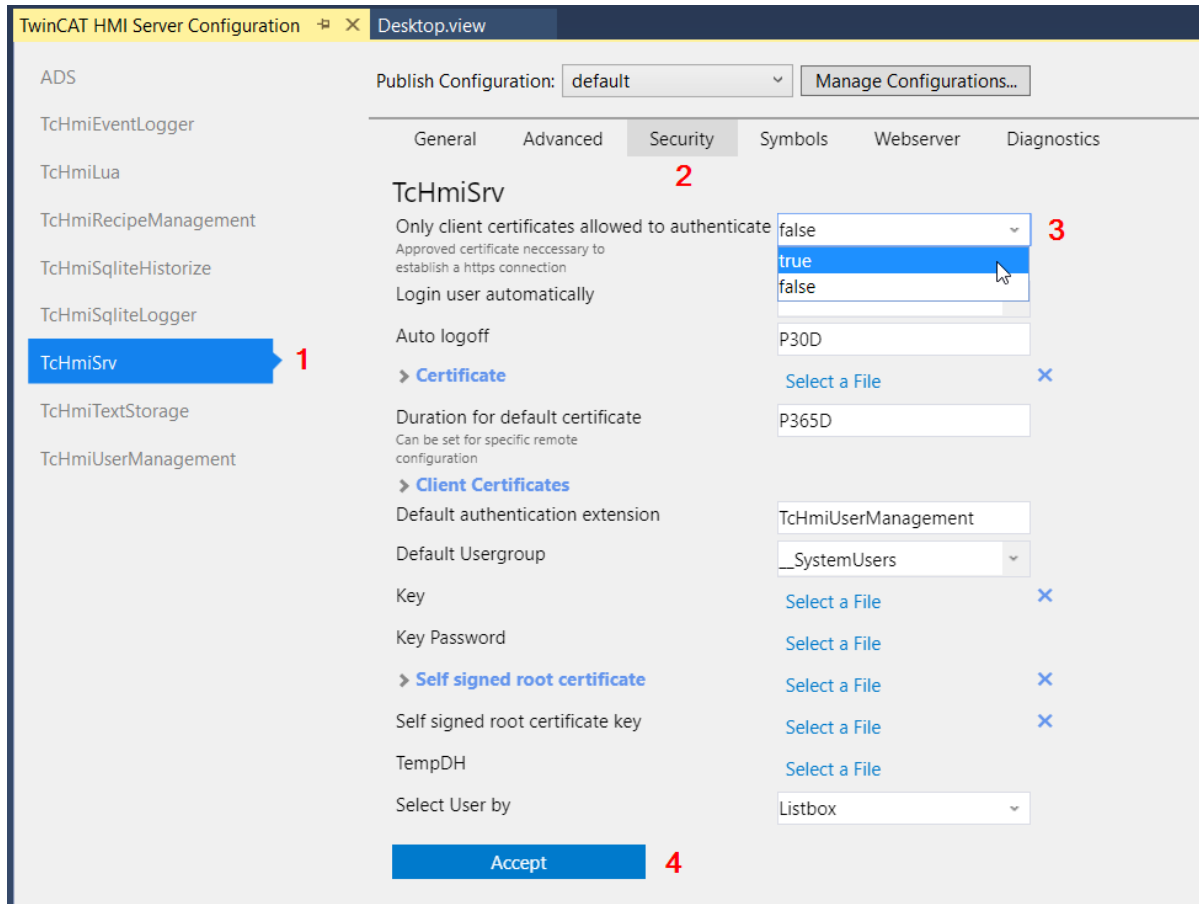 TwinCAT HMI Server Configuration
Desktop.view
ADS
TcHmiEventLogger
TcHmiLua
TcHmiRecipeManagement
TcHmiSqliteHistorize
TcHmiSqliteLogger
TcHmiSrv 1
TcHmiTextStorage
TcHmiUserManagement
Publish Configuration: default Manage Configurations...
General Advanced Security Symbols Webserver Diagnostics
2
TcHmiSrv
Only client certificates allowed to authenticate false 3
Approved certificate neccessary to
establish a https connection
true
false
Login user automatically
Auto logoff P30D
Certificate Select a File
Duration for default certificate P365D
Can be set for specific remote
configuration
Client Certificates
Default authentication extension TcHmiUserManagement
Default Usergroup __SystemUsers
Key Select a File
Key Password Select a File
Self signed root certificate Select a File
Self signed root certificate key Select a File
TempDH Select a File
Select User by Listbox
Accept 4